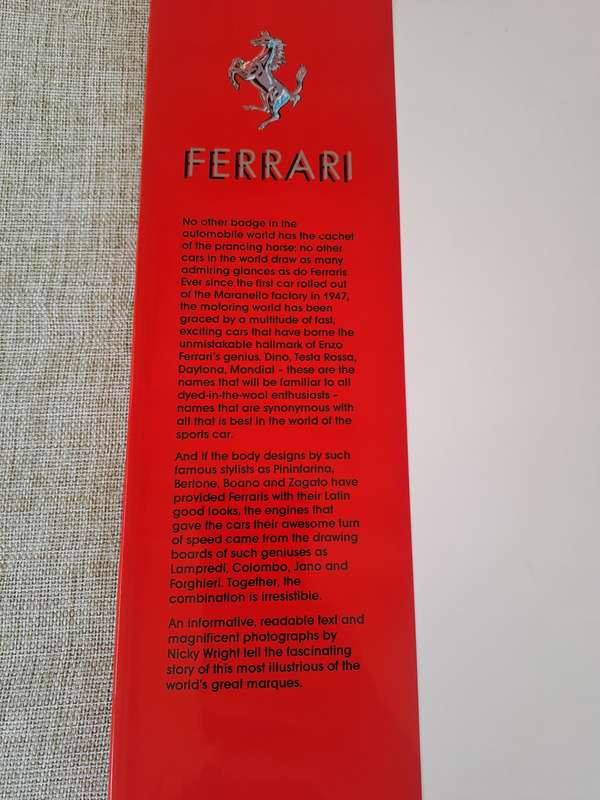 FERRARI
No other badge in the
automobile world has the cachet
of the prancing horse; no other
cars in the world draw as many
admiring glances as do Ferraris.
Ever since the first car rolled out
of the Maranello factory in 1947,
the motoring world has been
graced by a multitude of fast,
exciting cars that have borne the
unmistakable hallmark of Enzo
Ferrari's genius. Dino, Testa Rossa,
Daytona, Mondial – these are the
names that will be familiar to all
dyed-in-the-wool enthusiasts –
names that are synonymous with
all that is best in the world of the
sports car.
And if the body designs by such
famous stylists as Pininfarina,
Bertone, Boano and Zagato have
provided Ferraris with their Latin
good looks, the engines that
gave the cars their awesome turn
of speed came from the drawing
boards of such geniuses as
Lampredi, Colombo, Jano and
Forghieri. Together, the
combination is irresistible.
An informative, readable text and
magnificent photographs by
Nicky Wright tell the fascinating
story of this most illustrious of the
world's great marques.